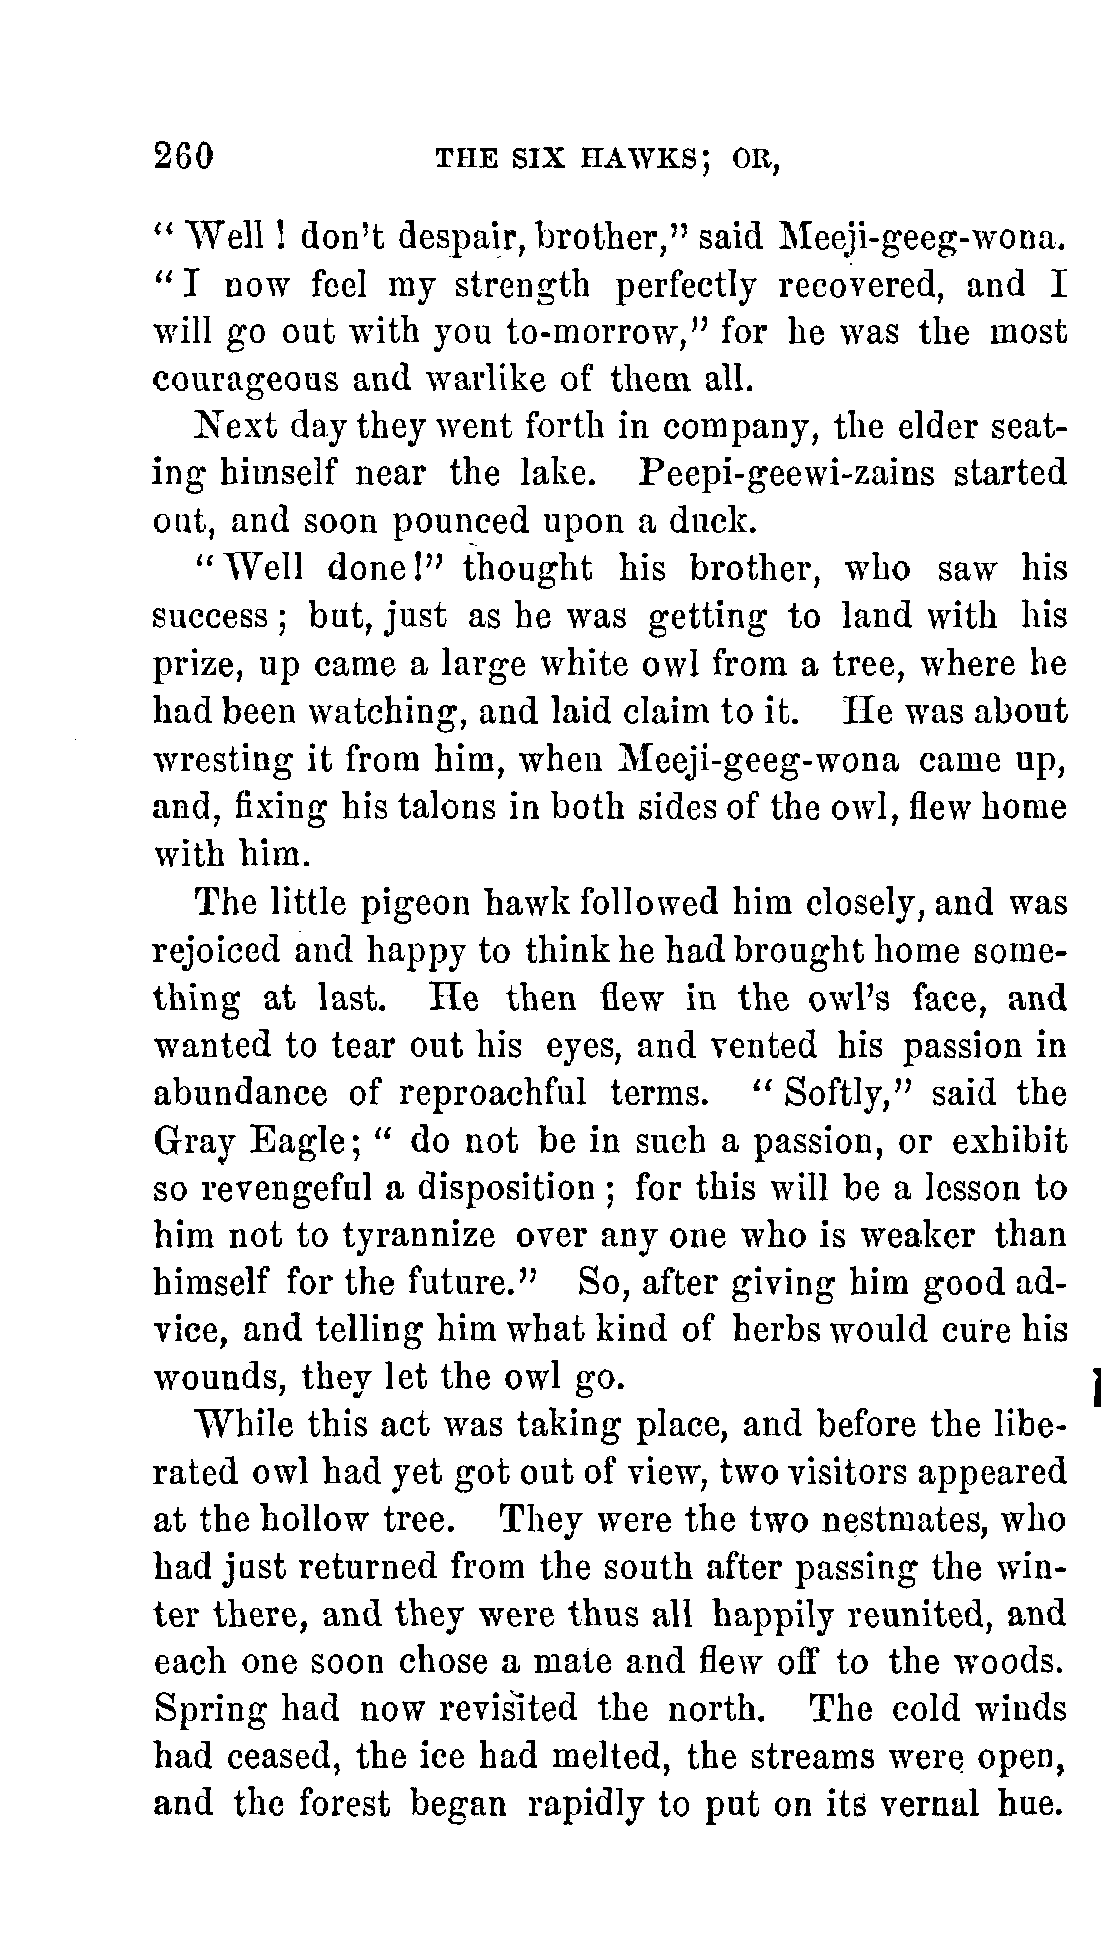 260 THE SIX HAWKS; OR,
“Well! don't despair, brother,” said Meeji-geeg-wona.
“I now feel my strength perfectly recovered, and I
will go out with you to-morrow,” for he was the most
courageous and warlike of them all.
Next day they went forth in company, the elder seat-
ing himself near the lake. Peepi-geewi-zains started
out, and soon pounced upon a duck.
“Well done!” thought his brother, who saw his
success; but, just as he was getting to land with his
prize, up came a large white owl from a tree, where he
had been watching, and laid claim to it. He was about
wresting it from him, when Meeji-geeg-wona came up,
and, fixing his talons in both sides of the owl, flew home
with him.
The little pigeon hawk followed him closely, and was
rejoiced and happy to think he had brought home some-
thing at last. He then flew in the owl's face, and
wanted to tear out his eyes, and vented his passion in
abundance of reproachful terms. “Softly,” said the
Gray Eagle; “do not be in such a passion, or exhibit
so revengeful a disposition; for this will be a lesson to
him not to tyrannize over any one who is weaker than
himself for the future.” So, after giving him good ad-
vice, and telling him what kind of herbs would cure his
wounds, they let the owl go.
While this act was taking place, and before the libe-
rated owl had yet got out of view, two visitors appeared
at the hollow tree. They were the two nestmates, who
had just returned from the south after passing the win-
ter there, and they were thus all happily reunited, and
each one soon chose a mate and flew off to the woods.
Spring had now revisited the north. The cold winds
had ceased, the ice had melted, the streams were open,
and the forest began rapidly to put on its vernal hue.